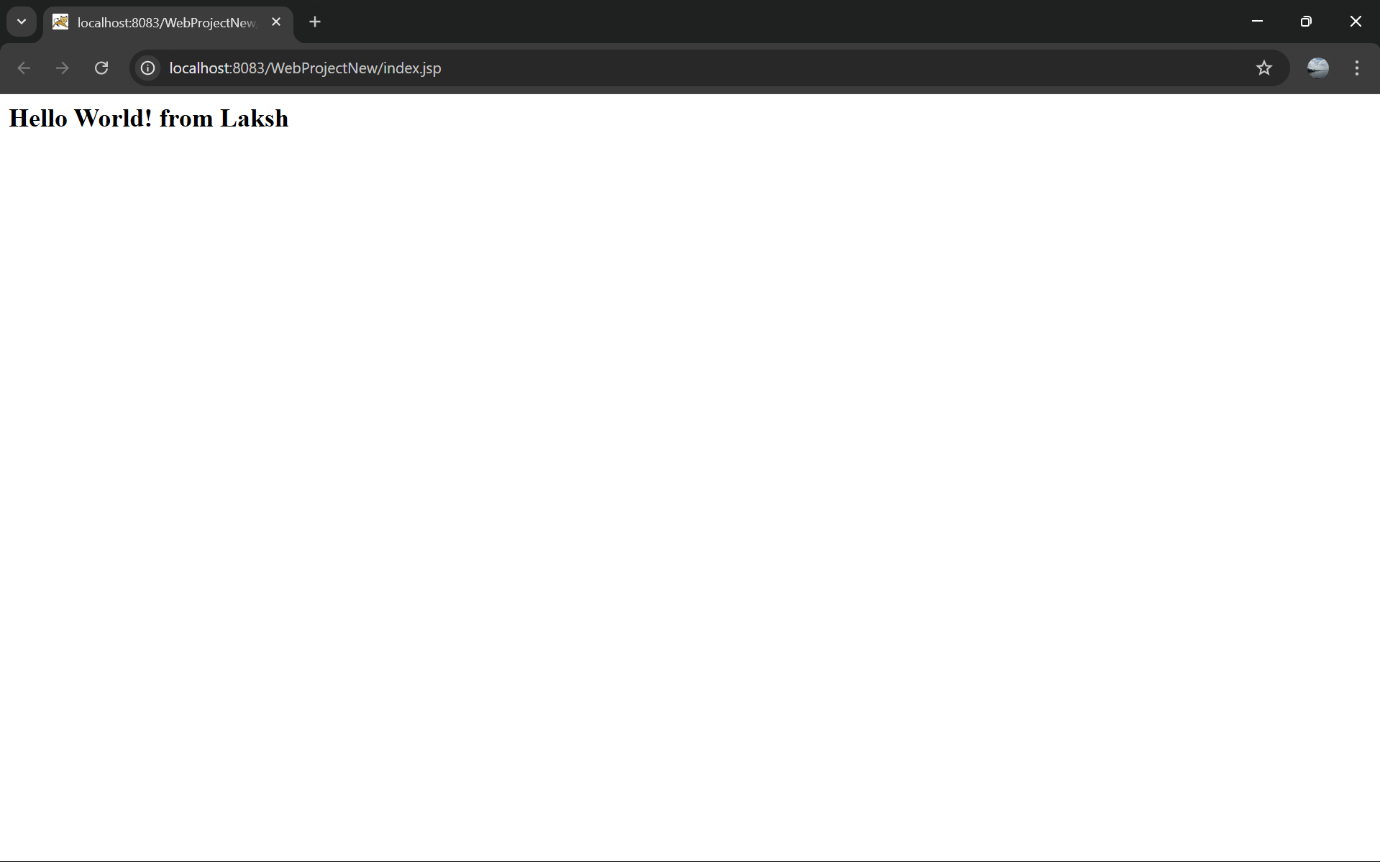 localhost:8083/WebProjectNew
localhost:8083/WebProjectNew/index.jsp
Hello World! from Laksh